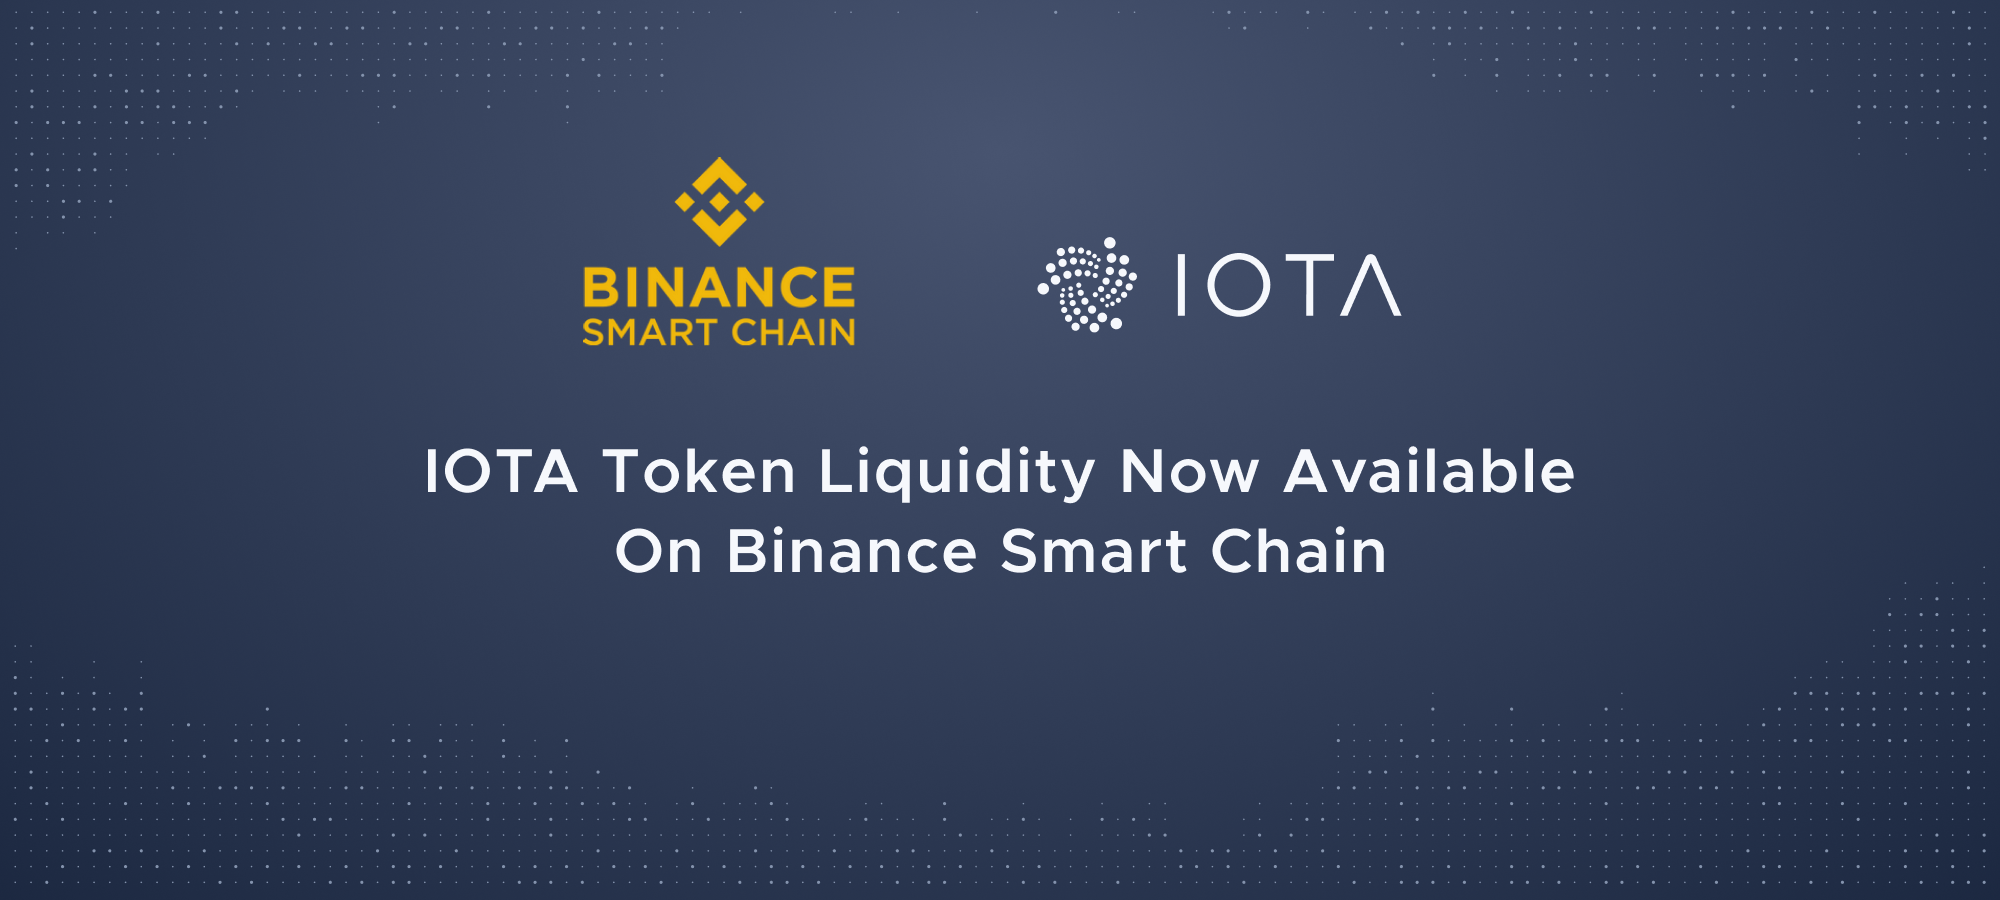 BINANCE
SMART CHAIN
IOTA
IOTA Token Liquidity Now Available
On Binance Smart Chain